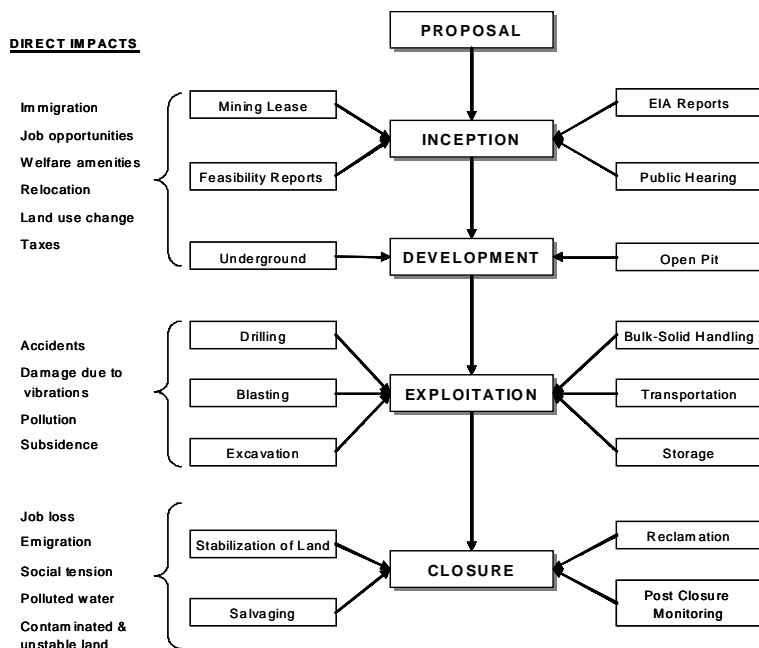 PROPOSAL
DIRECT IMPACTS
Immigration
Job opportunities
Welfare amenities
Relocation
Land use change
Taxes
Mining Lease
Feasibility Reports
Underground
INCEPTION
DEVELOPMENT
EIA Reports
Public Hearing
Open Pit
Accidents
Damage due to
vibrations
Pollution
Subsidence
Drilling
Blasting
Excavation
EXPLOITATION
Bulk-Solid Handling
Transportation
Storage
Job loss
Emigration
Social tension
Polluted water
Contaminated &
unstable land
Stabilization of Land
Salvaging
CLOSURE
Reclamation
Post Closure
Monitoring